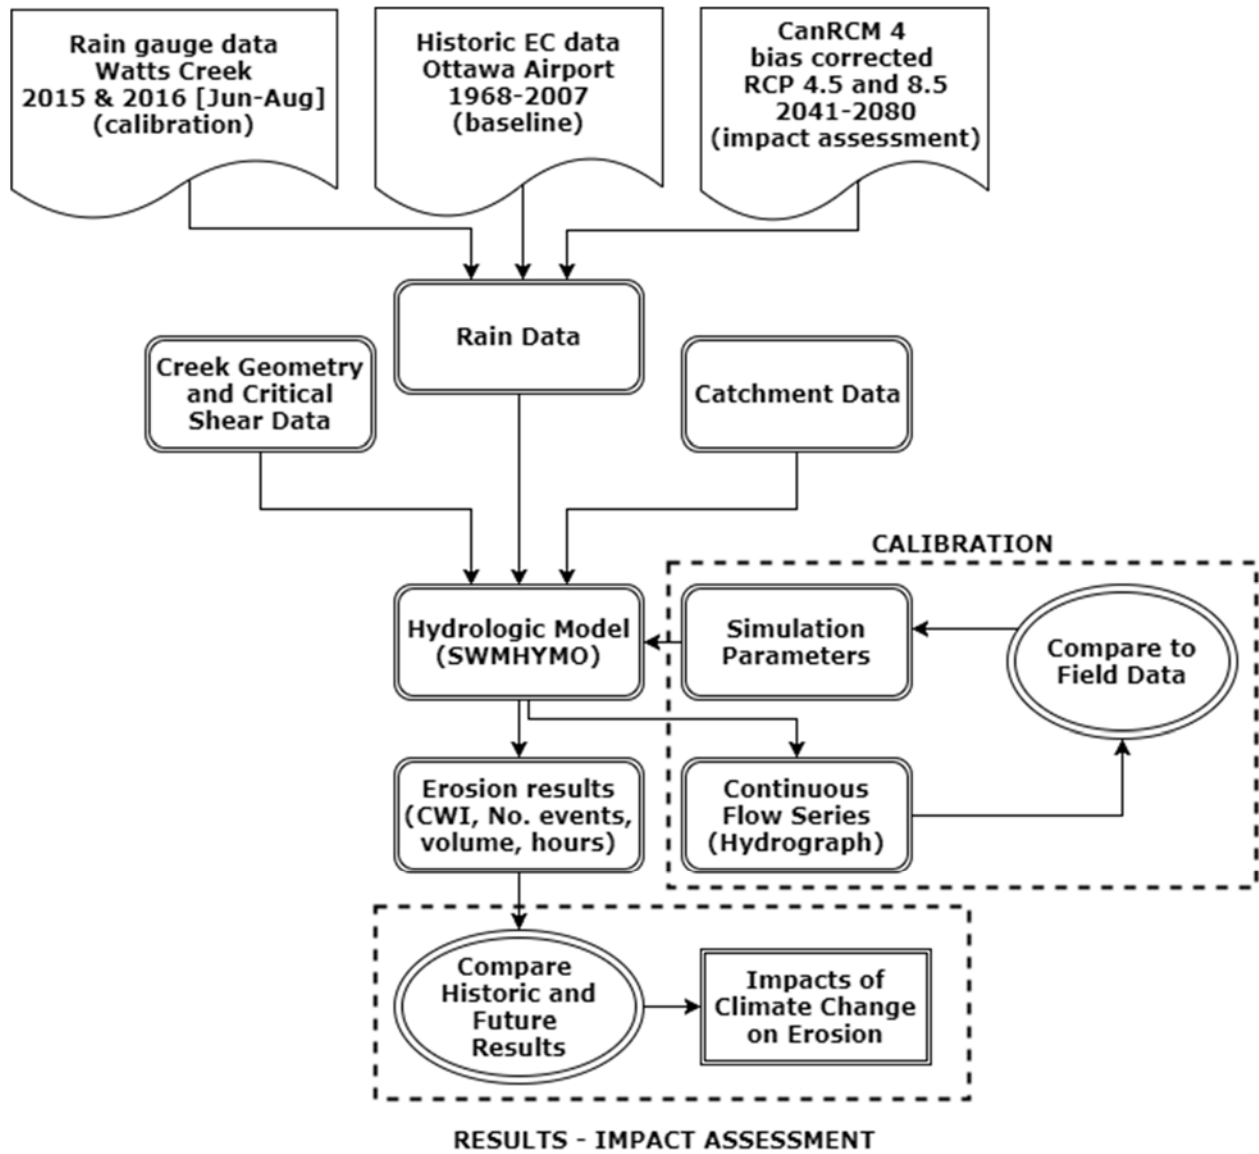 Rain gauge data
Watts Creek
2015 & 2016 [Jun-Aug]
(calibration)
Historic EC data
Ottawa Airport
1968-2007
(baseline)
CanRCM 4
bias corrected
RCP 4.5 and 8.5
2041-2080
(impact assessment)
Rain Data
Creek Geometry
and Critical
Shear Data
Catchment Data
CALIBRATION
Hydrologic Model
(SWMHYMO)
Simulation
Parameters
Compare to
Field Data
Erosion results
(CWI, No. events,
volume, hours)
Continuous
Flow Series
(Hydrograph)
Compare
Historic and
Future
Results
Impacts of
Climate Change
on Erosion
RESULTS - IMPACT ASSESSMENT